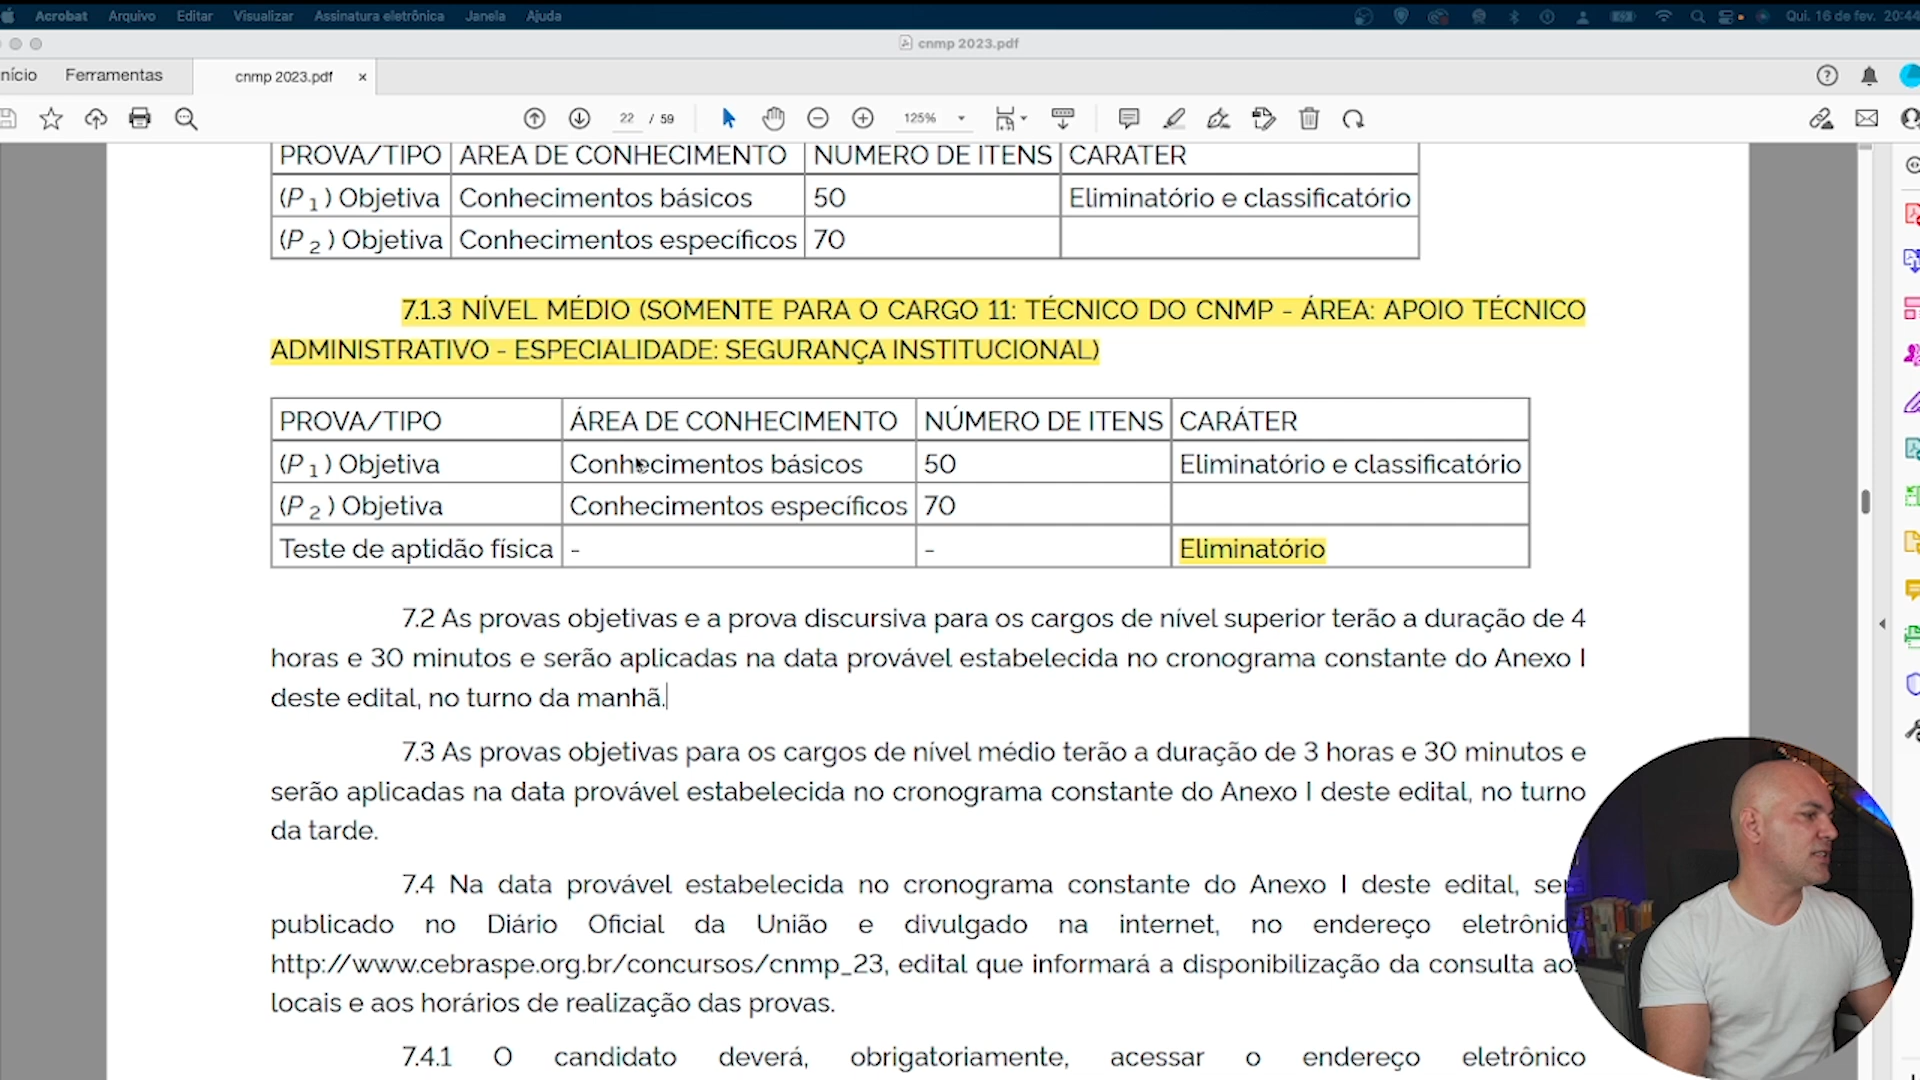 Acrobat Arquivo Editar Visualizar Assinatura eletrônica Janela Ajuda Qui. 16 de fev. 20:44
cnmp 2023.pdf
nício Ferramentas cnmp 2023.pdf ×
22 / 59 125%
PROVA/TIPO ÁREA DE CONHECIMENTO NÚMERO DE ITENS CARÁTER
(P 1 ) Objetiva Conhecimentos básicos 50 Eliminatório e classificatório
(P 2 ) Objetiva Conhecimentos específicos 70
7.1.3 NÍVEL MÉDIO (SOMENTE PARA O CARGO 11: TÉCNICO DO CNMP - ÁREA: APOIO TÉCNICO
ADMINISTRATIVO - ESPECIALIDADE: SEGURANÇA INSTITUCIONAL)
PROVA/TIPO ÁREA DE CONHECIMENTO NÚMERO DE ITENS CARÁTER
(P 1 ) Objetiva Conhecimentos básicos 50 Eliminatório e classificatório
(P 2 ) Objetiva Conhecimentos específicos 70
Teste de aptidão física - - Eliminatório
7.2 As provas objetivas e a prova discursiva para os cargos de nível superior terão a duração de 4
horas e 30 minutos e serão aplicadas na data provável estabelecida no cronograma constante do Anexo I
deste edital, no turno da manhã.
7.3 As provas objetivas para os cargos de nível médio terão a duração de 3 horas e 30 minutos e
serão aplicadas na data provável estabelecida no cronograma constante do Anexo I deste edital, no turno
da tarde.
7.4 Na data provável estabelecida no cronograma constante do Anexo I deste edital,
publicado no Diário Oficial da União e divulgado na internet, no endereço
http://www.cebraspe.org.br/concursos/cnmp_23, edital que informará a disponibilização da consulta
locais e aos horários de realização das provas.
7.4.1 O candidato deverá, obrigatoriamente, acessar o endereço eletrônico